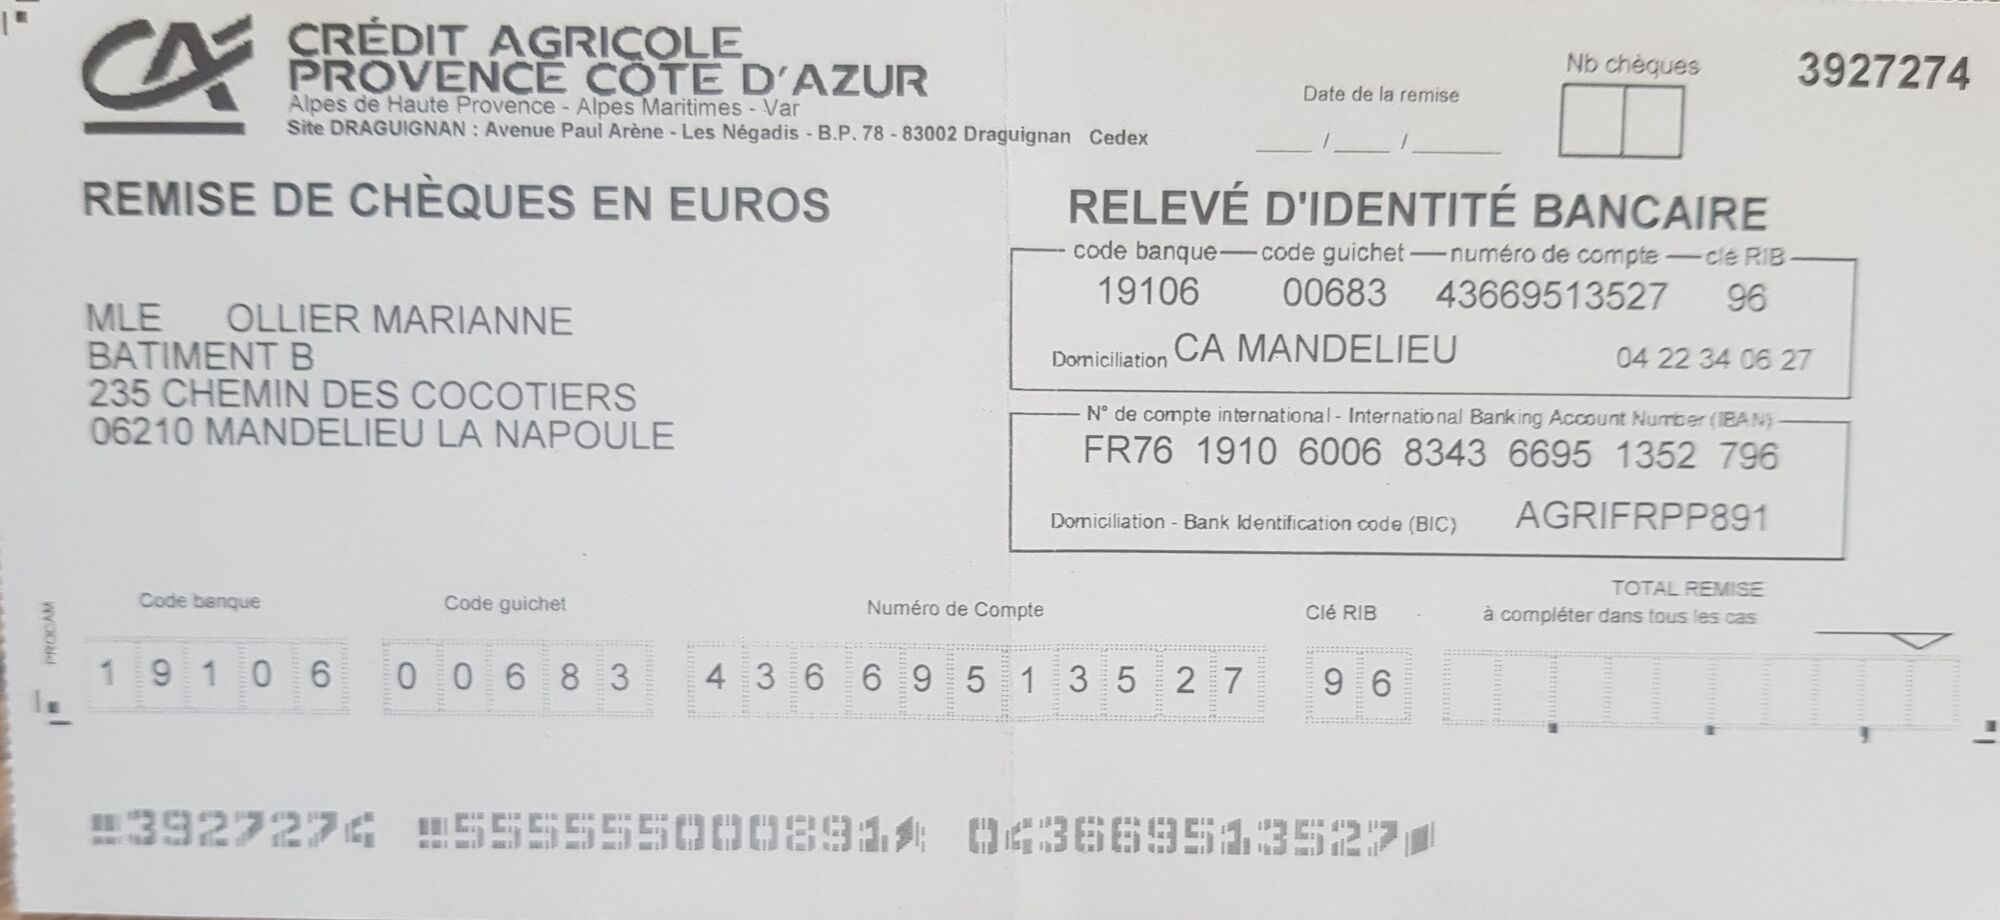 CA
CRÉDIT AGRICOLE
PROVENCE CÔTE D'AZUR
Alpes de Haute Provence - Alpes Maritimes - Var
Site DRAGUIGNAN : Avenue Paul Arène - Les Négadis - B.P. 78 - 83002 Draguignan Cedex
Date de la remise
/ /
Nb chèques
3927274
REMISE DE CHÈQUES EN EUROS
MLE OLLIER MARIANNE
BATIMENT B
235 CHEMIN DES COCOTIERS
06210 MANDELIEU LA NAPOULE
RELEVÉ D'IDENTITÉ BANCAIRE
code banque code guichet numéro de compte clé RIB
19106 00683 43669513527 96
Domiciliation CA MANDELIEU 04 22 34 06 27
N° de compte international - International Banking Account Number (IBAN)
FR76 1910 6006 8343 6695 1352 796
Domiciliation - Bank Identification code (BIC) AGRIFRPP891
PROCAM
Code banque Code guichet Numéro de Compte Clé RIB
TOTAL REMISE
à compléter dans tous les cas
1 9 1 0 6 0 0 6 8 3 4 3 6 6 9 5 1 3 5 2 7 9 6
3927274 55555550008914 043669513527